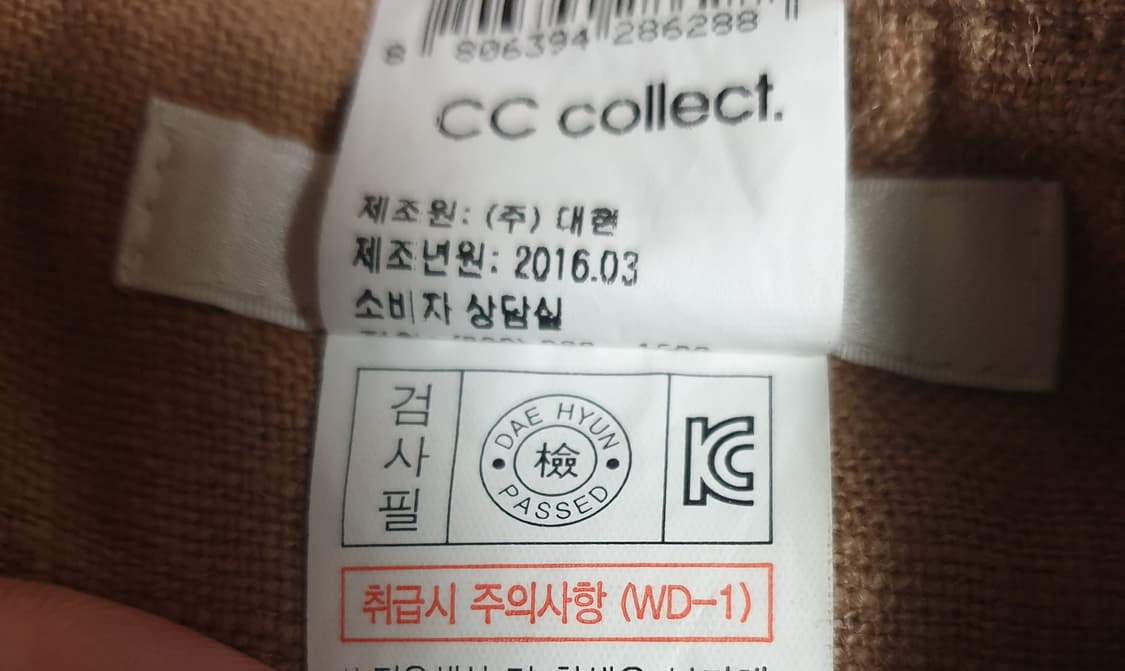 8 806394 286288
CC collect.
제조원: (주) 대현
제조년원: 2016.03
소비자 상담실
검사필
DAE HYUN
檢
PASSED
KC
취급시 주의사항 (WD-1)